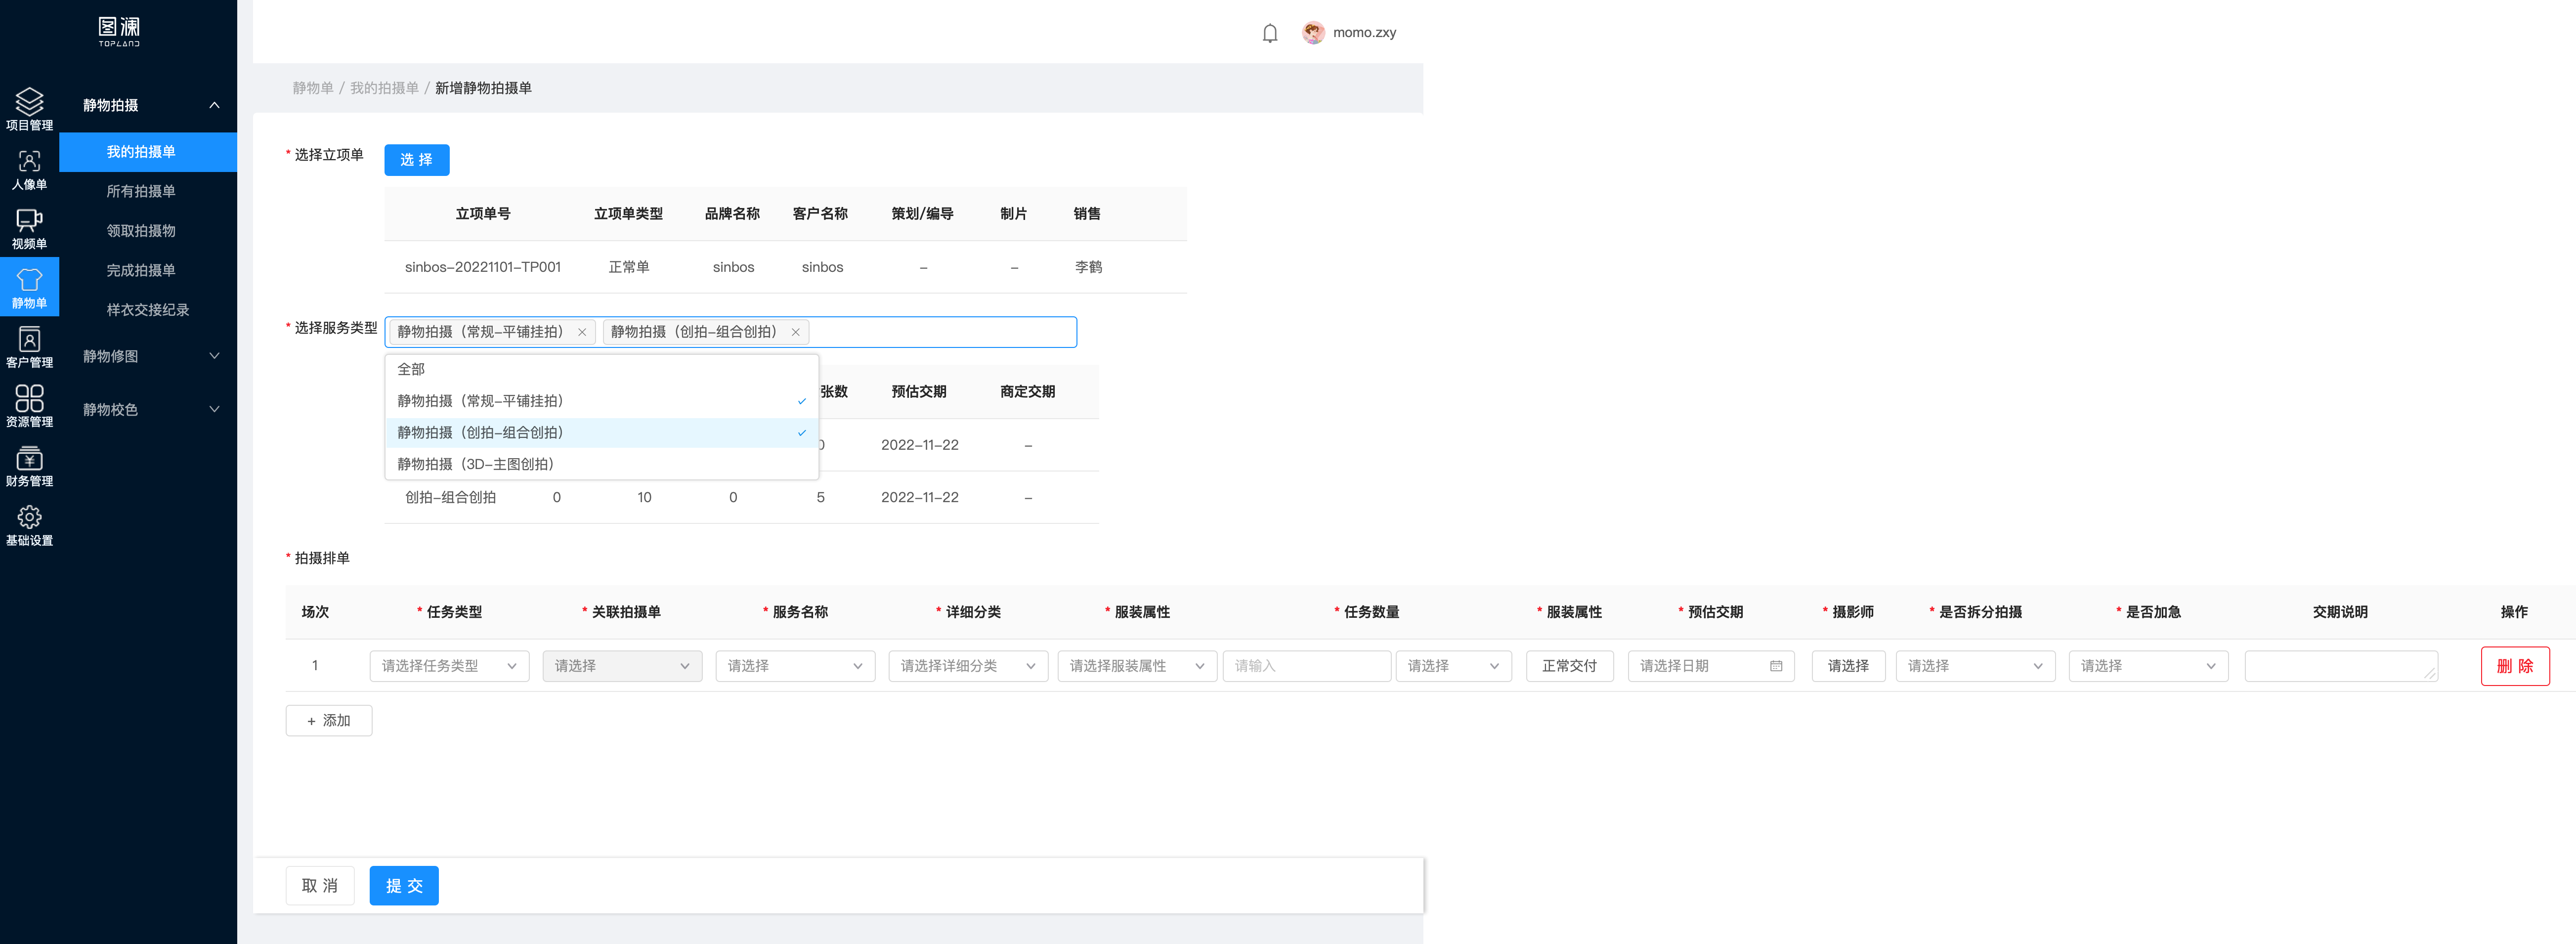 图澜
TOPLAND
momo.zxy
项目管理
人像单
视频单
静物单
客户管理
资源管理
财务管理
基础设置
静物拍摄
我的拍摄单
所有拍摄单
领取拍摄物
完成拍摄单
样衣交接纪录
静物修图
静物校色
静物单 / 我的拍摄单 / 新增静物拍摄单
* 选择立项单 选 择
立项单号 立项单类型 品牌名称 客户名称 策划/编导 制片 销售
sinbos-20221101-TP001 正常单 sinbos sinbos – – 李鹤
* 选择服务类型 静物拍摄（常规-平铺挂拍） × 静物拍摄（创拍-组合创拍） ×
全部
静物拍摄（常规-平铺挂拍）
静物拍摄（创拍-组合创拍）
静物拍摄（3D-主图创拍）
张数 预估交期 商定交期
0 2022-11-22 –
创拍-组合创拍 0 10 0 5 2022-11-22 –
* 拍摄排单
场次 * 任务类型 * 关联拍摄单 * 服务名称 * 详细分类 * 服装属性 * 任务数量 * 服装属性 * 预估交期 * 摄影师 * 是否拆分拍摄 * 是否加急 交期说明 操作
1 请选择任务类型 请选择 请选择 请选择详细分类 请选择服装属性 请输入 请选择 正常交付 请选择日期 请选择 请选择 请选择 删 除
+ 添加
取 消 提 交